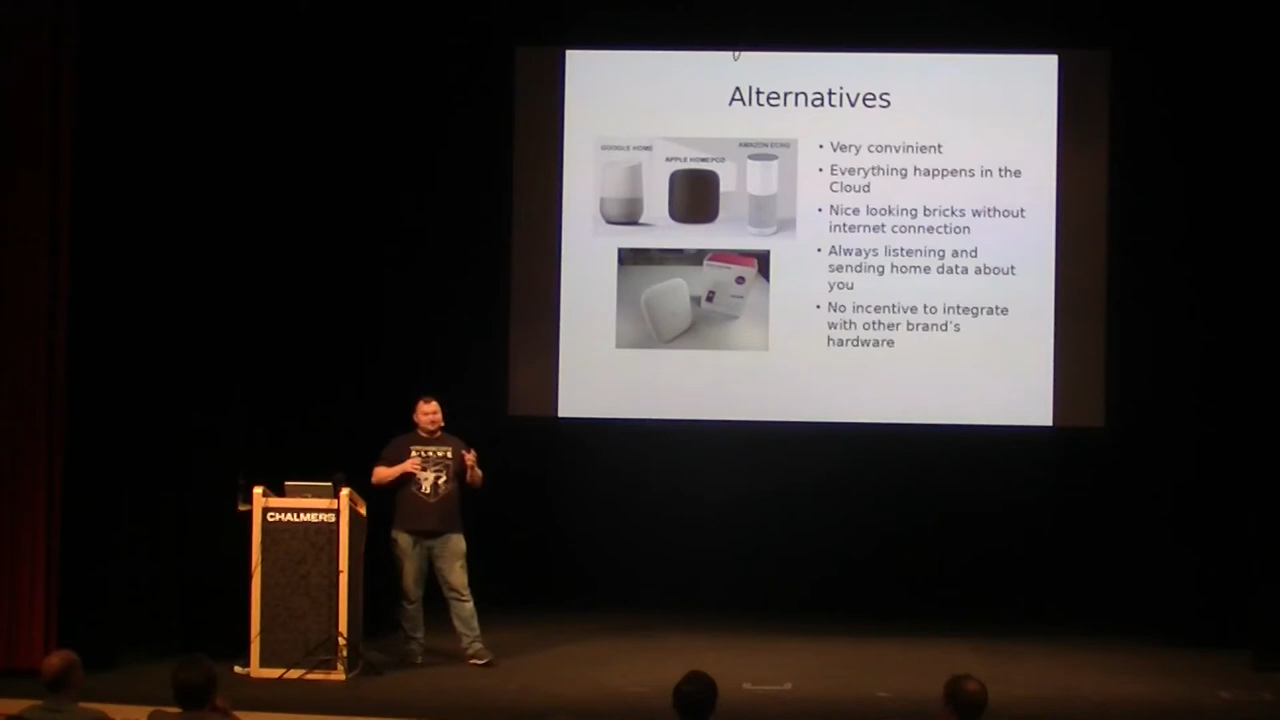 Alternatives
GOOGLE HOME
APPLE HOMEPOD
AMAZON ECHO
• Very convinient
• Everything happens in the
Cloud
• Nice looking bricks without
internet connection
• Always listening and
sending home data about
you
• No incentive to integrate
with other brand's
hardware
CHALMERS